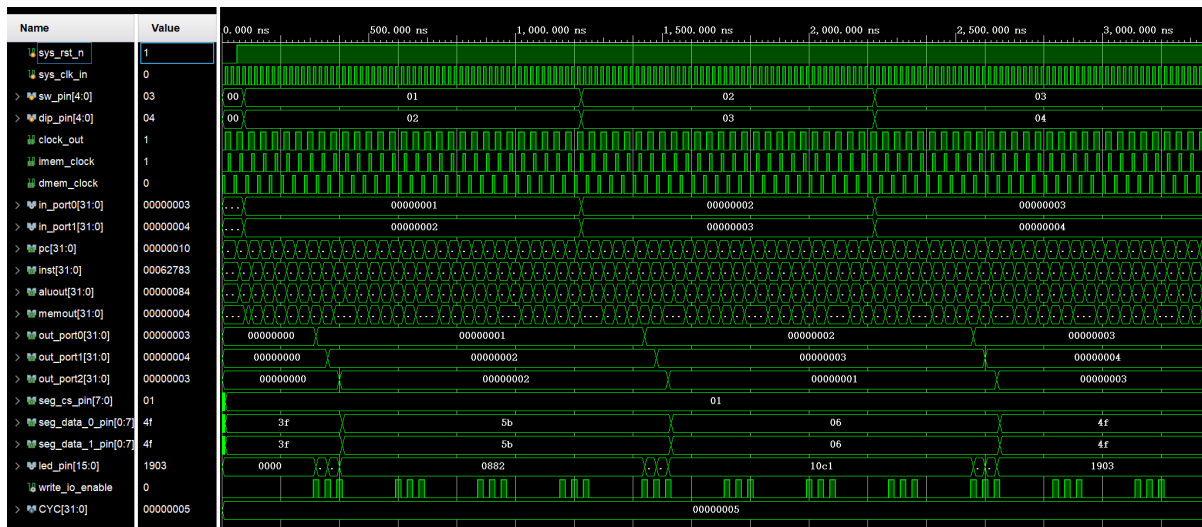 Name Value 0.000 ns 500.000 ns 1,000.000 ns 1,500.000 ns 2,000.000 ns 2,500.000 ns 3,000.000 ns
sys_rst_n 1
sys_clk_in 0
sw_pin[4:0] 03 00 01 02 03
dip_pin[4:0] 04 00 02 03 04
clock_out 1
imem_clock 1
dmem_clock 0
in_port0[31:0] 00000003 ... 00000001 00000002 00000003
in_port1[31:0] 00000004 ... 00000002 00000003 00000004
pc[31:0] 00000010
inst[31:0] 00062783
aluout[31:0] 00000084
memout[31:0] 00000004
out_port0[31:0] 00000003 00000000 00000001 00000002 00000003
out_port1[31:0] 00000004 00000000 00000002 00000003 00000004
out_port2[31:0] 00000003 00000000 00000002 00000001 00000003
seg_cs_pin[7:0] 01 01
seg_data_0_pin[0:7] 4f 3f 5b 06 4f
seg_data_1_pin[0:7] 4f 3f 5b 06 4f
led_pin[15:0] 1903 0000 0882 10c1 1903
write_io_enable 0
CYC[31:0] 00000005 00000005